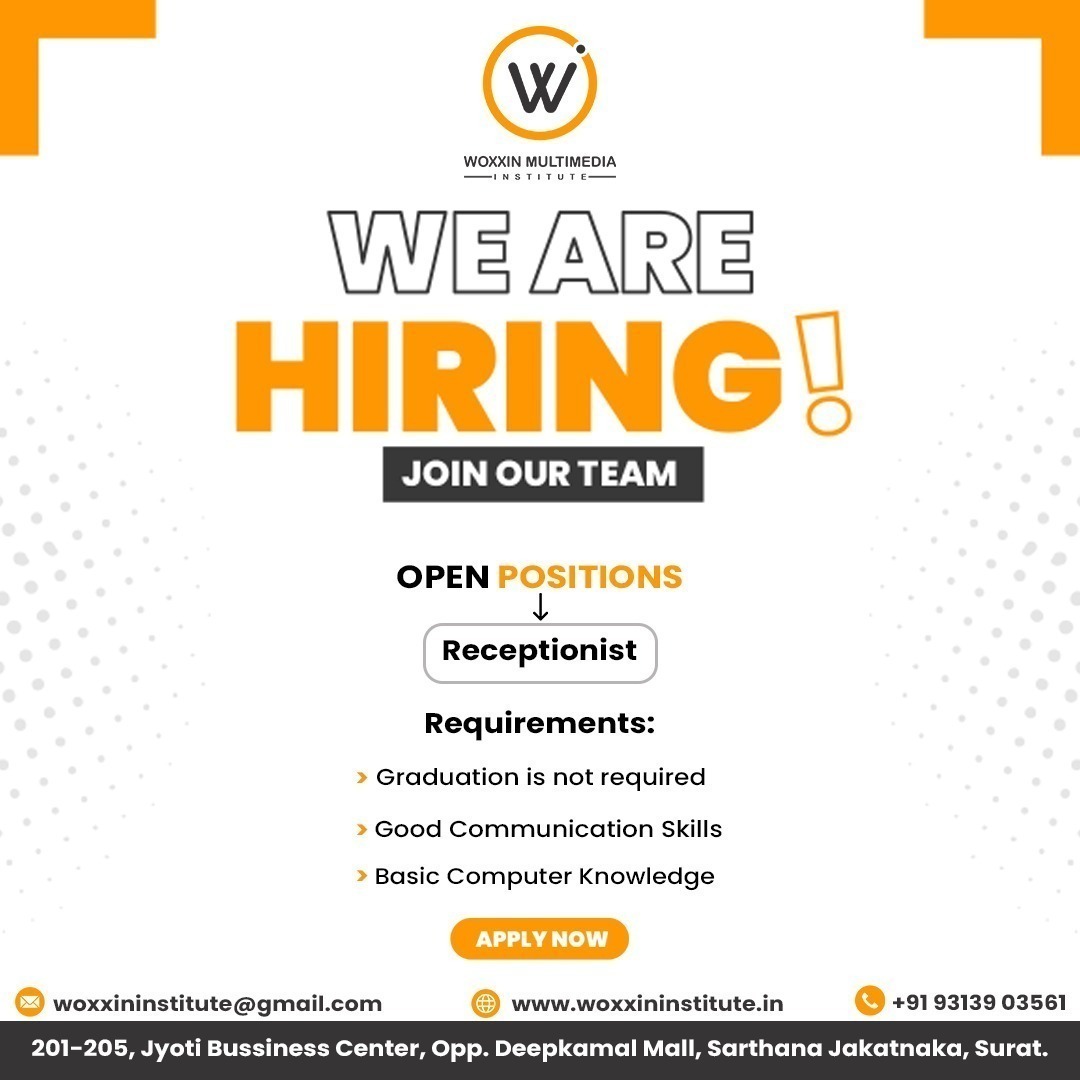 W
WOXXIN MULTIMEDIA
INSTITUTE
WE ARE
HIRING!
JOIN OUR TEAM
OPEN POSITIONS
Receptionist
Requirements:
Graduation is not required
Good Communication Skills
Basic Computer Knowledge
APPLY NOW
woxxininstitute@gmail.com www.woxxininstitute.in +91 93139 03561
201-205, Jyoti Bussiness Center, Opp. Deepkamal Mall, Sarthana Jakatnaka, Surat.